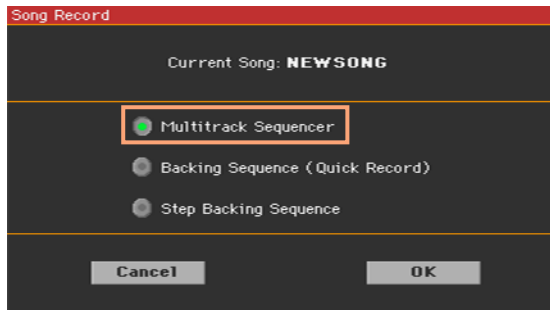 Song Record
Current Song: NEWSONG
Multitrack Sequencer
Backing Sequence (Quick Record)
Step Backing Sequence
Cancel OK